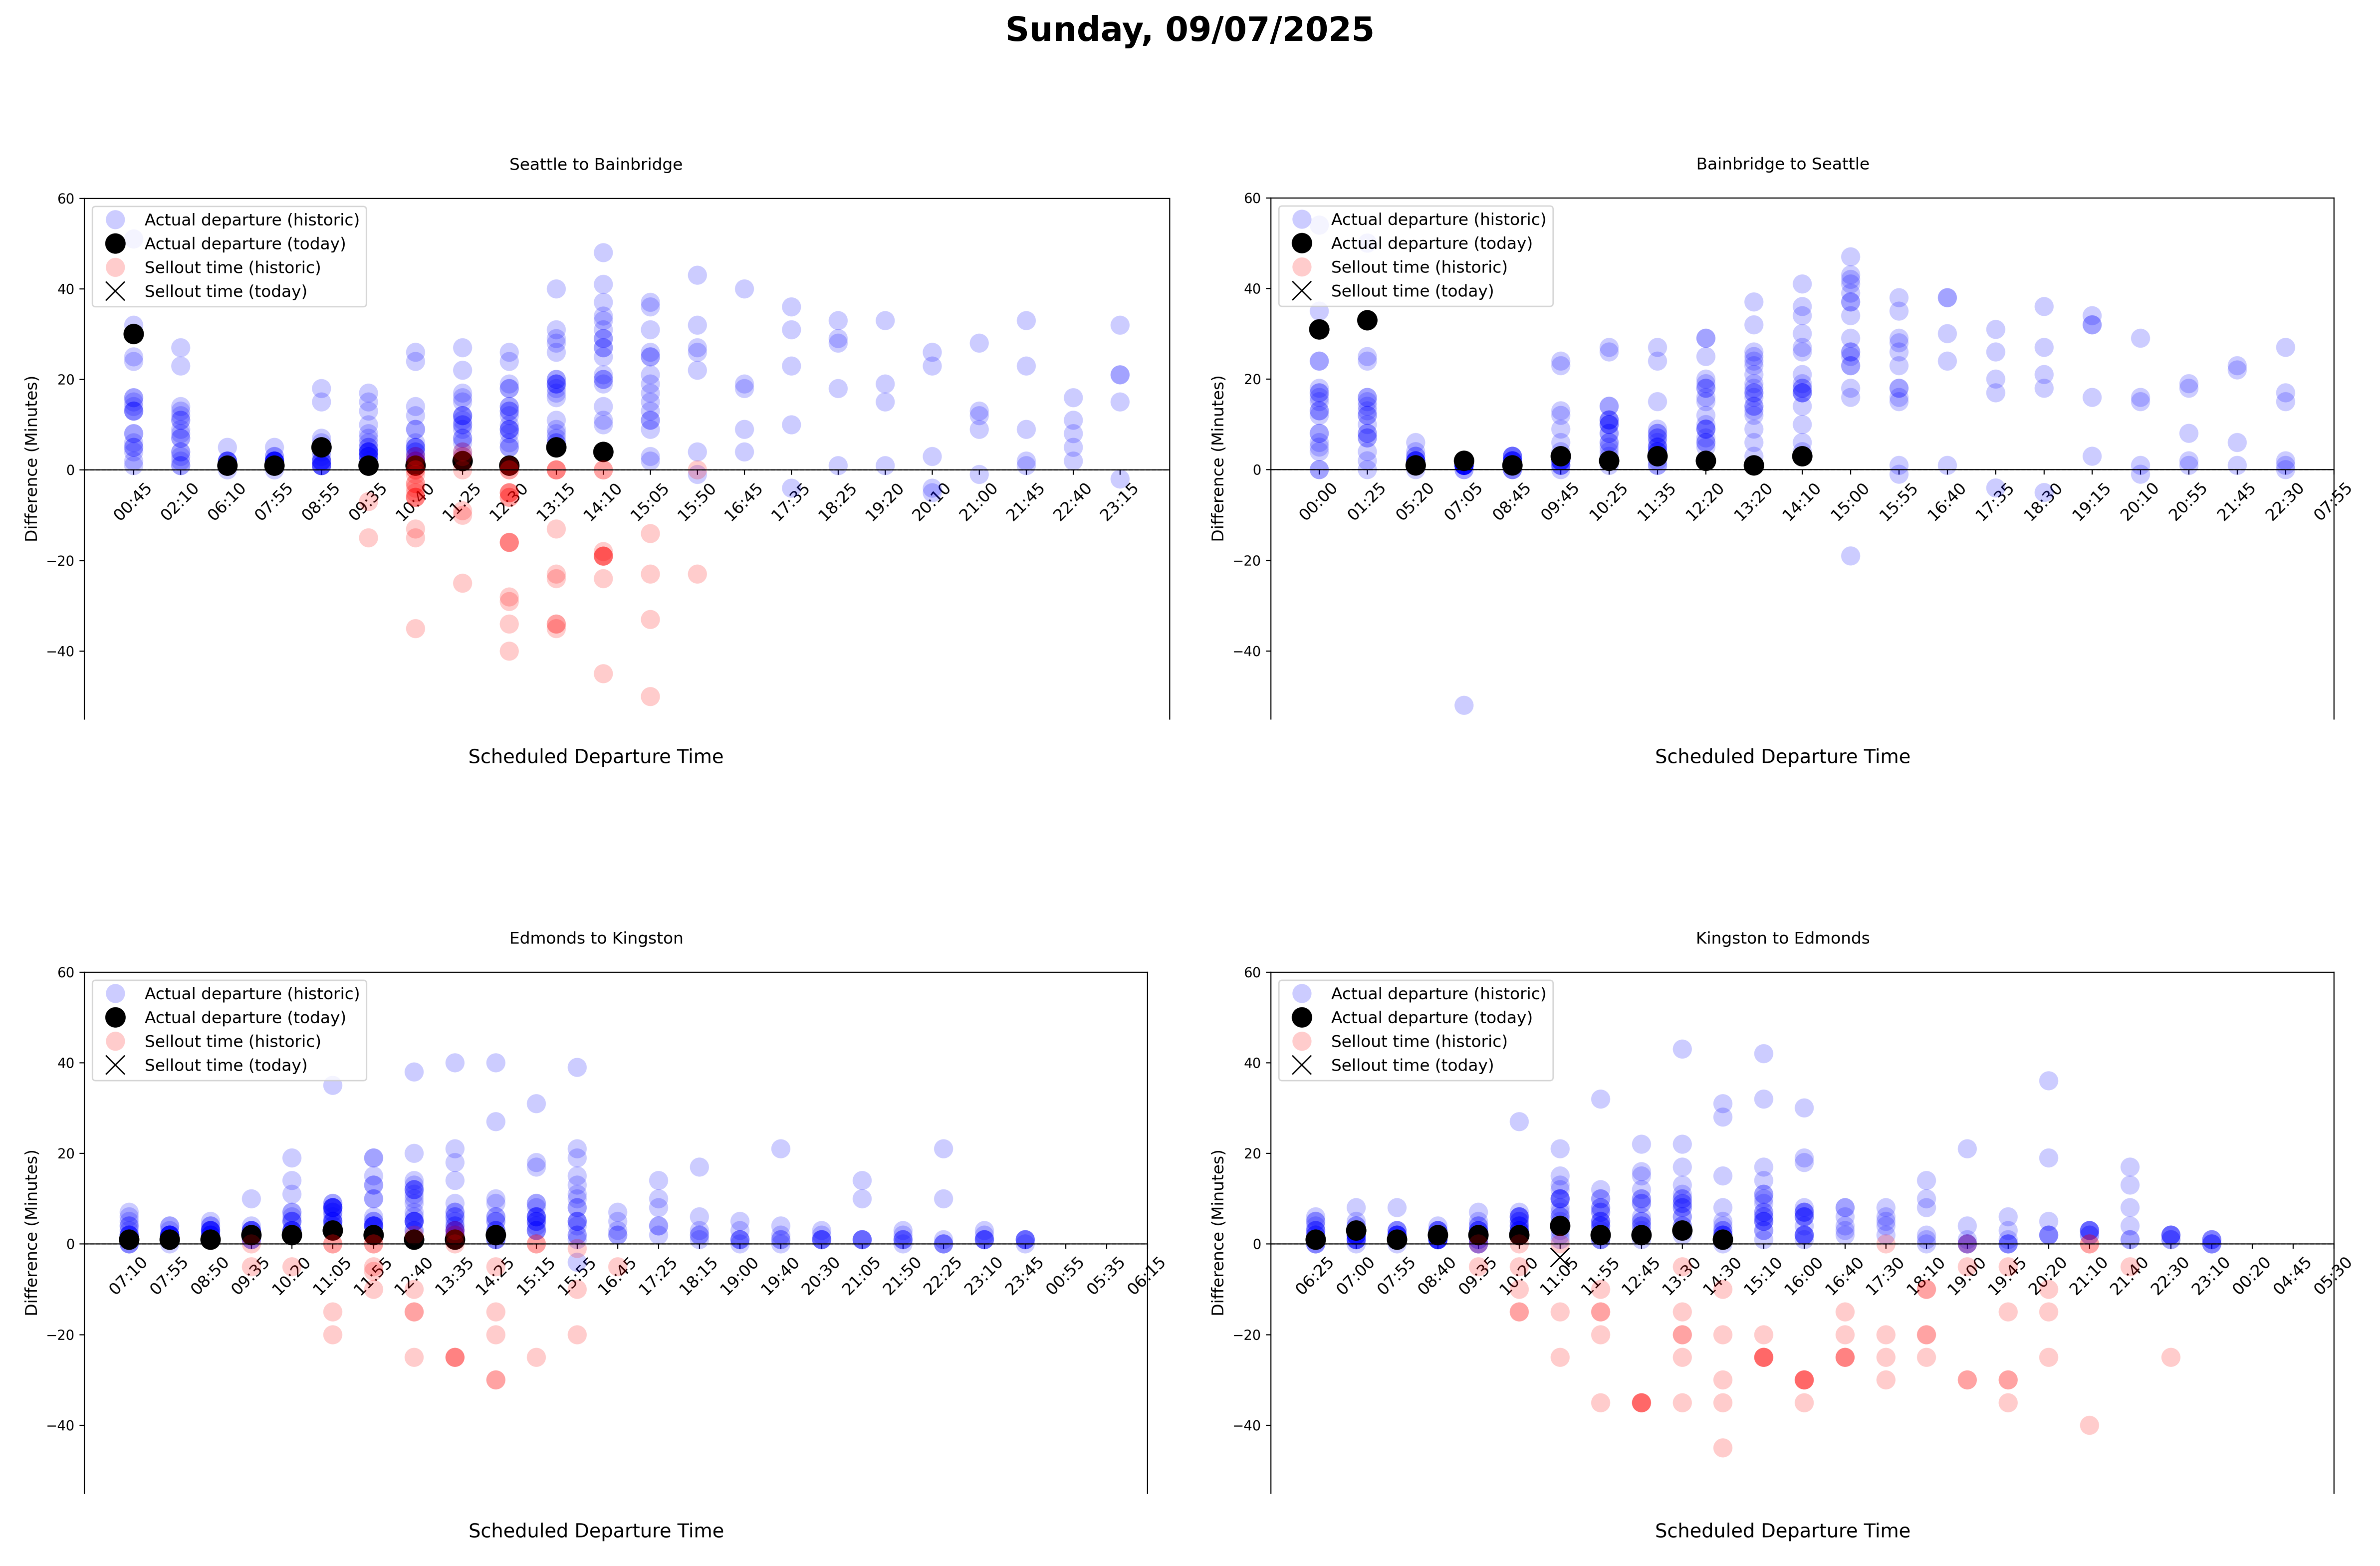 Sunday, 09/07/2025
Seattle to Bainbridge
Actual departure (historic)
Actual departure (today)
Sellout time (historic)
Sellout time (today)
60
40
20
0
−20
−40
Difference (Minutes)
00:45 02:10 06:10 07:55 08:55 09:35 10:40 11:25 12:30 13:15 14:10 15:05 15:50 16:45 17:35 18:25 19:20 20:10 21:00 21:45 22:40 23:15
Scheduled Departure Time
Bainbridge to Seattle
Actual departure (historic)
Actual departure (today)
Sellout time (historic)
Sellout time (today)
60
40
20
0
−20
−40
Difference (Minutes)
00:00 01:25 05:20 07:05 08:45 09:45 10:25 11:35 12:20 13:20 14:10 15:00 15:55 16:40 17:35 18:30 19:15 20:10 20:55 21:45 22:30 07:55
Scheduled Departure Time
Edmonds to Kingston
Actual departure (historic)
Actual departure (today)
Sellout time (historic)
Sellout time (today)
60
40
20
0
−20
−40
Difference (Minutes)
07:10 07:55 08:50 09:35 10:20 11:05 11:55 12:40 13:35 14:25 15:15 15:55 16:45 17:25 18:15 19:00 19:40 20:30 21:05 21:50 22:25 23:10 23:45 00:55 05:35 06:15
Scheduled Departure Time
Kingston to Edmonds
Actual departure (historic)
Actual departure (today)
Sellout time (historic)
Sellout time (today)
60
40
20
0
−20
−40
Difference (Minutes)
06:25 07:00 07:55 08:40 09:35 10:20 11:05 11:55 12:45 13:30 14:30 15:10 16:00 16:40 17:30 18:10 19:00 19:45 20:20 21:10 21:40 22:30 23:10 00:20 04:45 05:30
Scheduled Departure Time